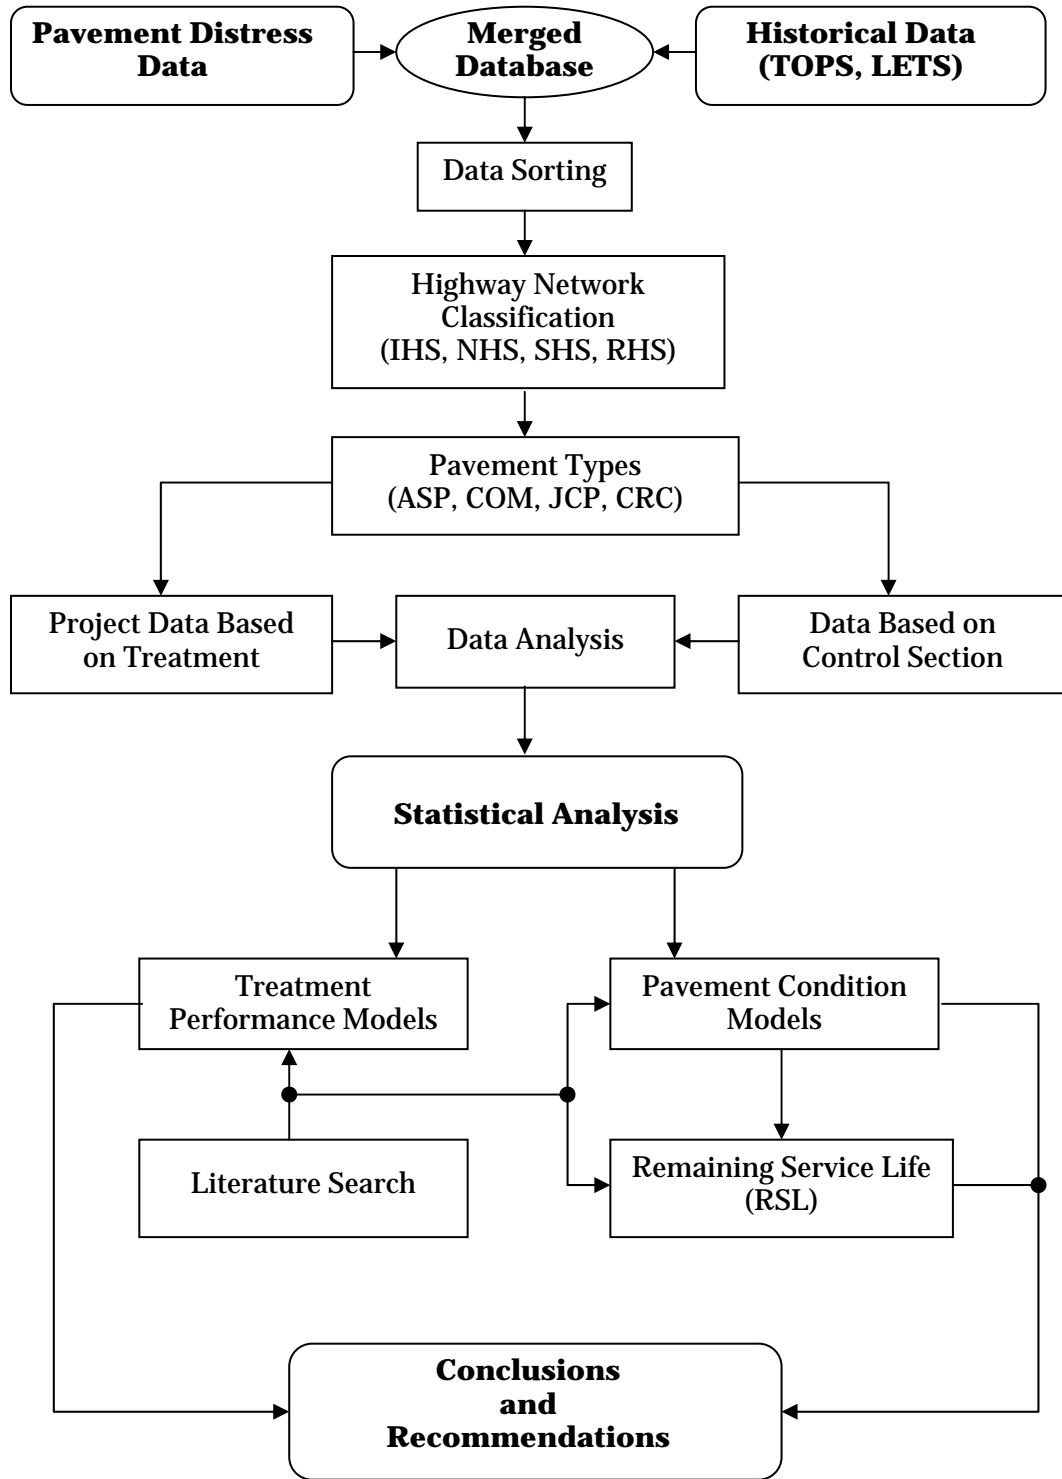 Pavement Distress
Data
Merged
Database
Historical Data
(TOPS, LETS)
Data Sorting
Highway Network
Classification
(IHS, NHS, SHS, RHS)
Pavement Types
(ASP, COM, JCP, CRC)
Project Data Based
on Treatment
Data Analysis
Data Based on
Control Section
Statistical Analysis
Treatment
Performance Models
Pavement Condition
Models
Literature Search
Remaining Service Life
(RSL)
Conclusions
and
Recommendations